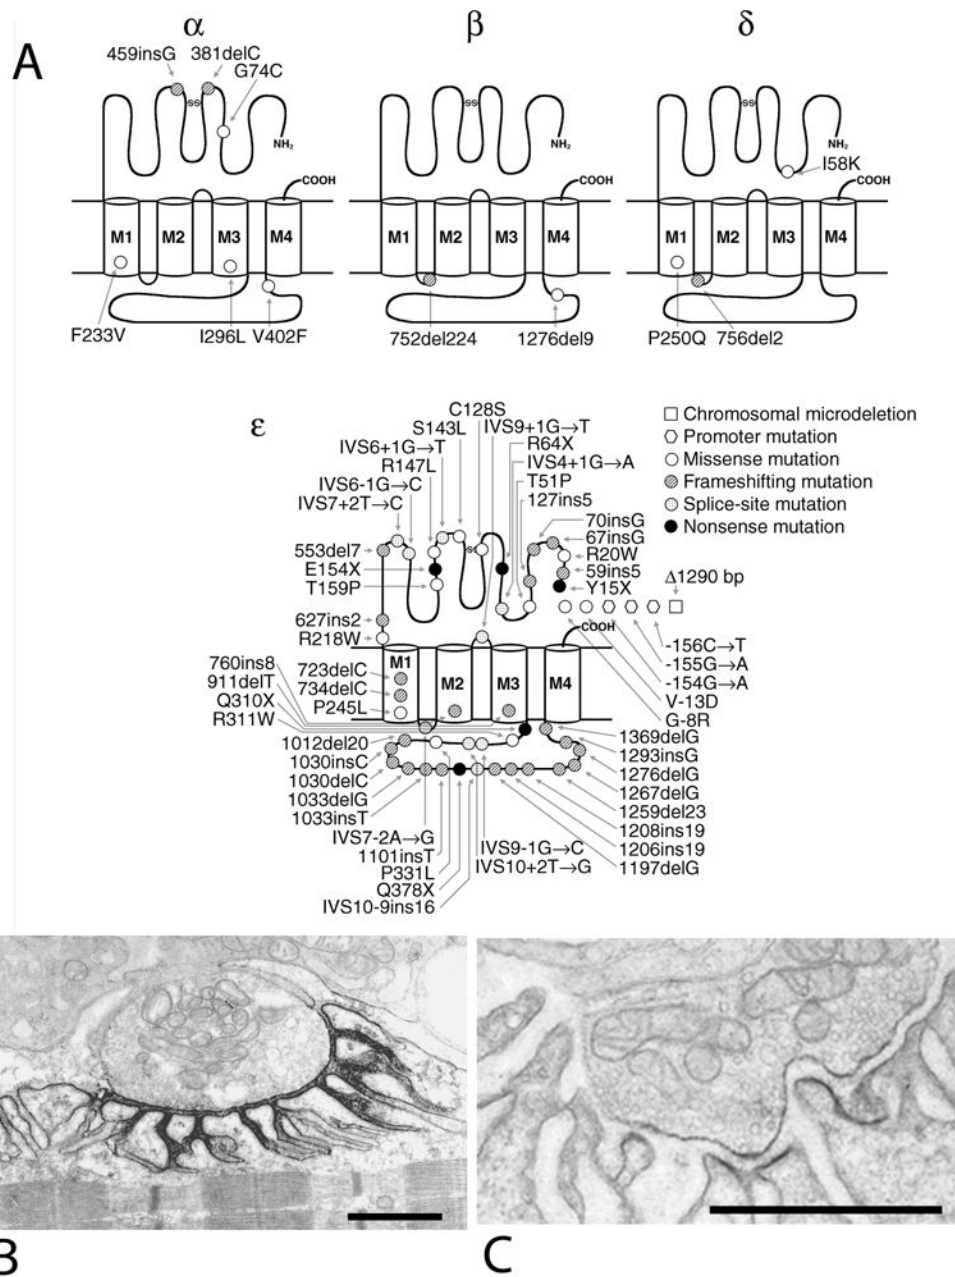 A
α
β
δ
459insG
381delC
G74C
SS
NH₂
COOH
M1
M2
M3
M4
F233V
I296L
V402F
SS
NH₂
COOH
M1
M2
M3
M4
752del224
1276del9
SS
NH₂
I58K
COOH
M1
M2
M3
M4
P250Q
756del2
ε
C128S
S143L
IVS9+1G→T
IVS6+1G→T
R64X
R147L
IVS4+1G→A
IVS6-1G→C
T51P
IVS7+2T→C
127ins5
Chromosomal microdeletion
Promoter mutation
Missense mutation
Frameshifting mutation
Splice-site mutation
Nonsense mutation
70insG
67insG
R20W
59ins5
Y15X
Δ1290 bp
553del7
E154X
T159P
SS
627ins2
R218W
COOH
-156C→T
-155G→A
-154G→A
V-13D
G-8R
760ins8
911delT
Q310X
R311W
723delC
734delC
P245L
M1
M2
M3
M4
1012del20
1030insC
1030delC
1033delG
1033insT
1369delG
1293insG
1276delG
1267delG
1259del23
1208ins19
1206ins19
1197delG
IVS7-2A→G
1101insT
P331L
Q378X
IVS10-9ins16
IVS9-1G→C
IVS10+2T→G
B
C